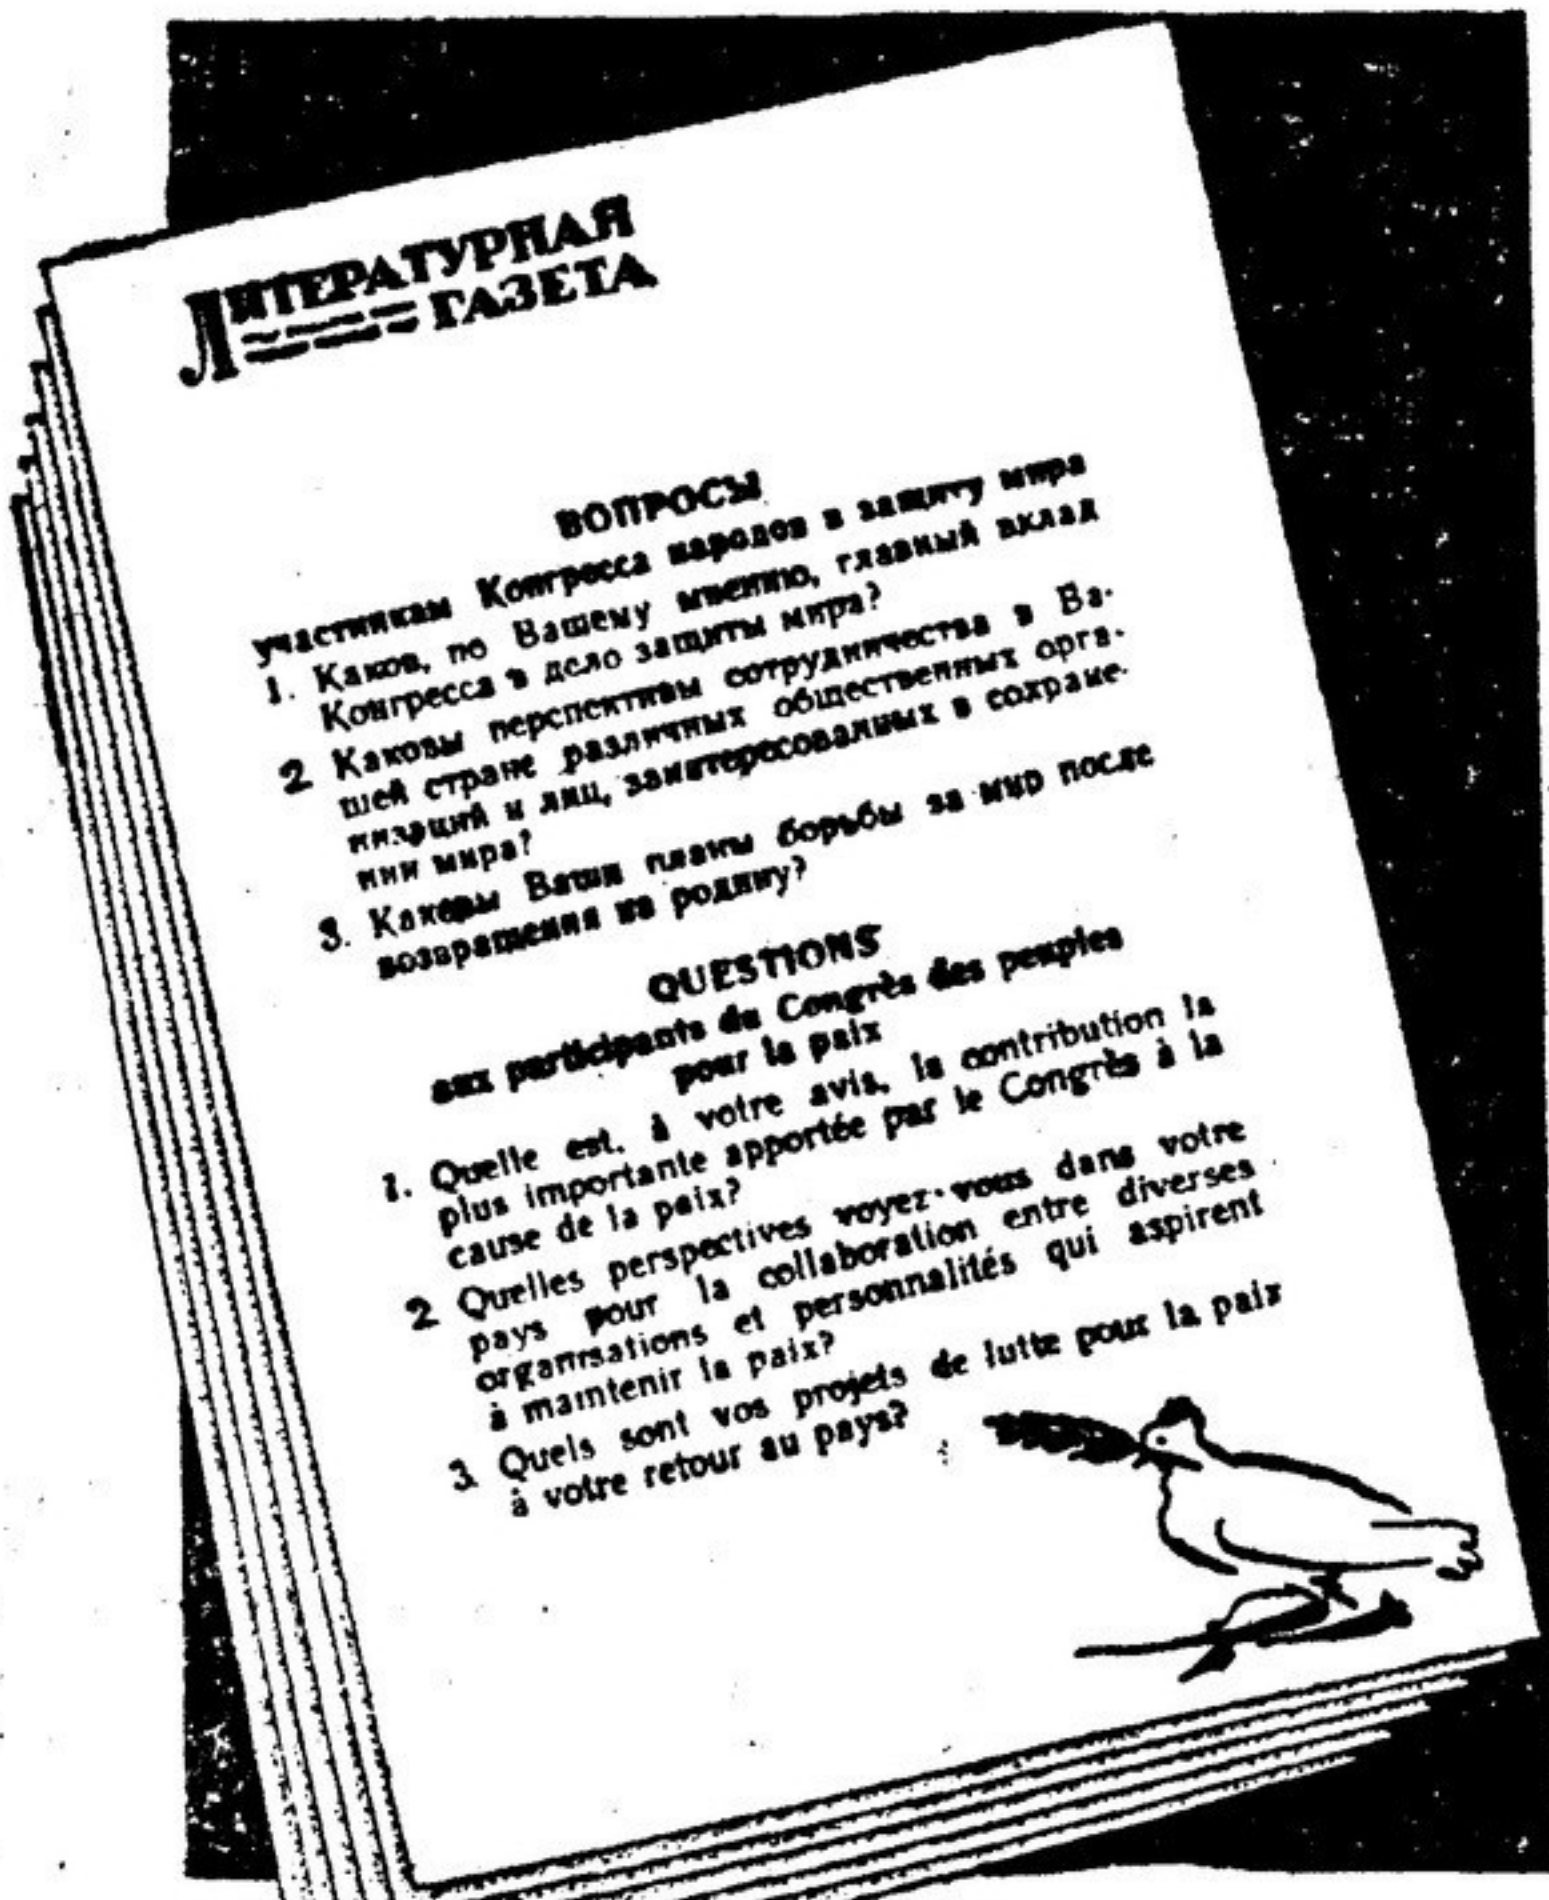 ЛИТЕРАТУРНАЯ
ГАЗЕТА
ВОПРОСЫ
участникам Конгресса народов в защиту мира
1. Каков, по Вашему мнению, главный вклад
Конгресса в дело защиты мира?
2. Каковы перспективы сотрудничества в Ва-
шей стране различных общественных орга-
низаций и лиц, заинтересованных в сохране-
нии мира?
3. Каковы Ваши планы борьбы за мир после
возвращения на родину?
QUESTIONS
aux participants du Congrès des peuples
pour la paix
1. Quelle est, à votre avis, la contribution la
plus importante apportée par le Congrès à la
cause de la paix?
2. Quelles perspectives voyez-vous dans votre
pays pour la collaboration entre diverses
organisations et personnalités qui aspirent
à maintenir la paix?
3. Quels sont vos projets de lutte pour la paix
à votre retour au pays?